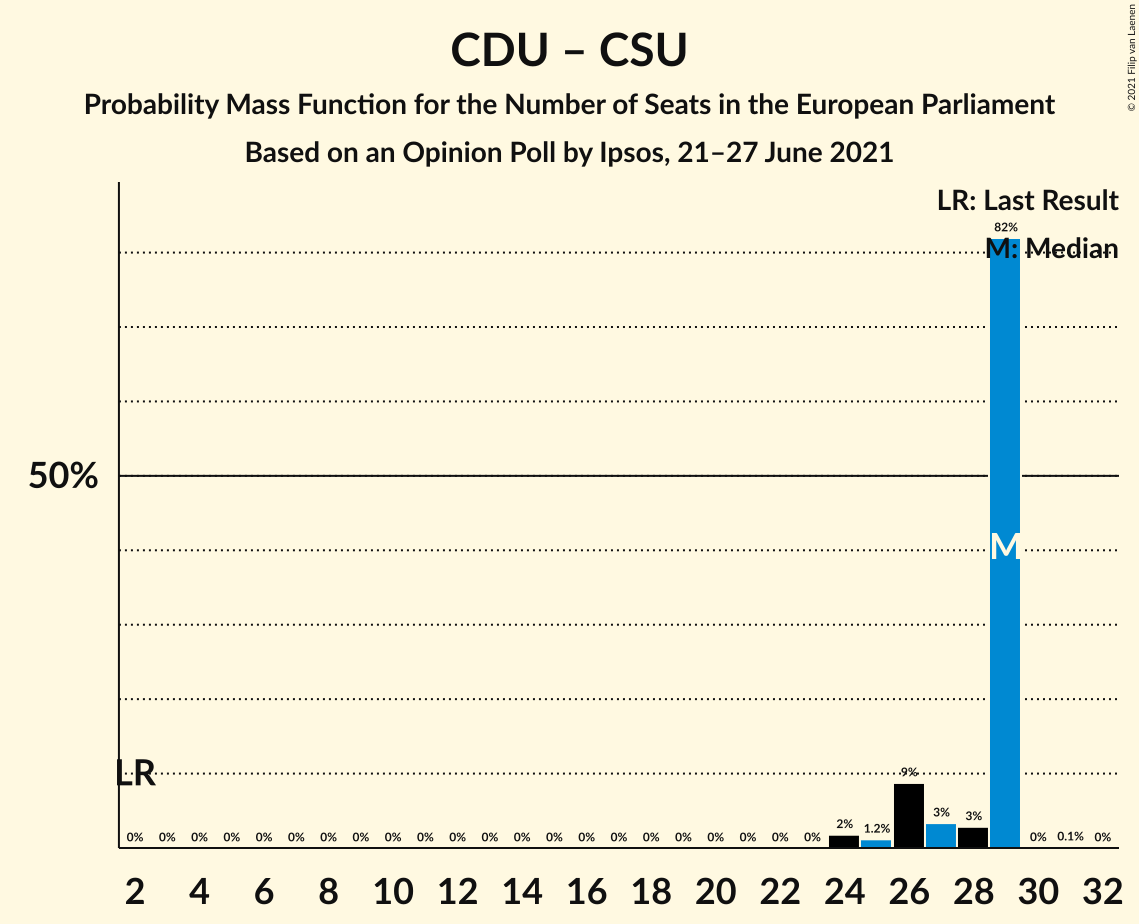 CDU – CSU
Probability Mass Function for the Number of Seats in the European Parliament
Based on an Opinion Poll by Ipsos, 21–27 June 2021
© 2021 Filip van Laenen
LR: Last Result
M: Median
82%
50%
M
LR
0% 0% 0% 0% 0% 0% 0% 0% 0% 0% 0% 0% 0% 0% 0% 0% 0% 0% 0% 0% 0% 0% 2% 1.2% 9% 3% 3% 0% 0.1% 0%
2 4 6 8 10 12 14 16 18 20 22 24 26 28 30 32